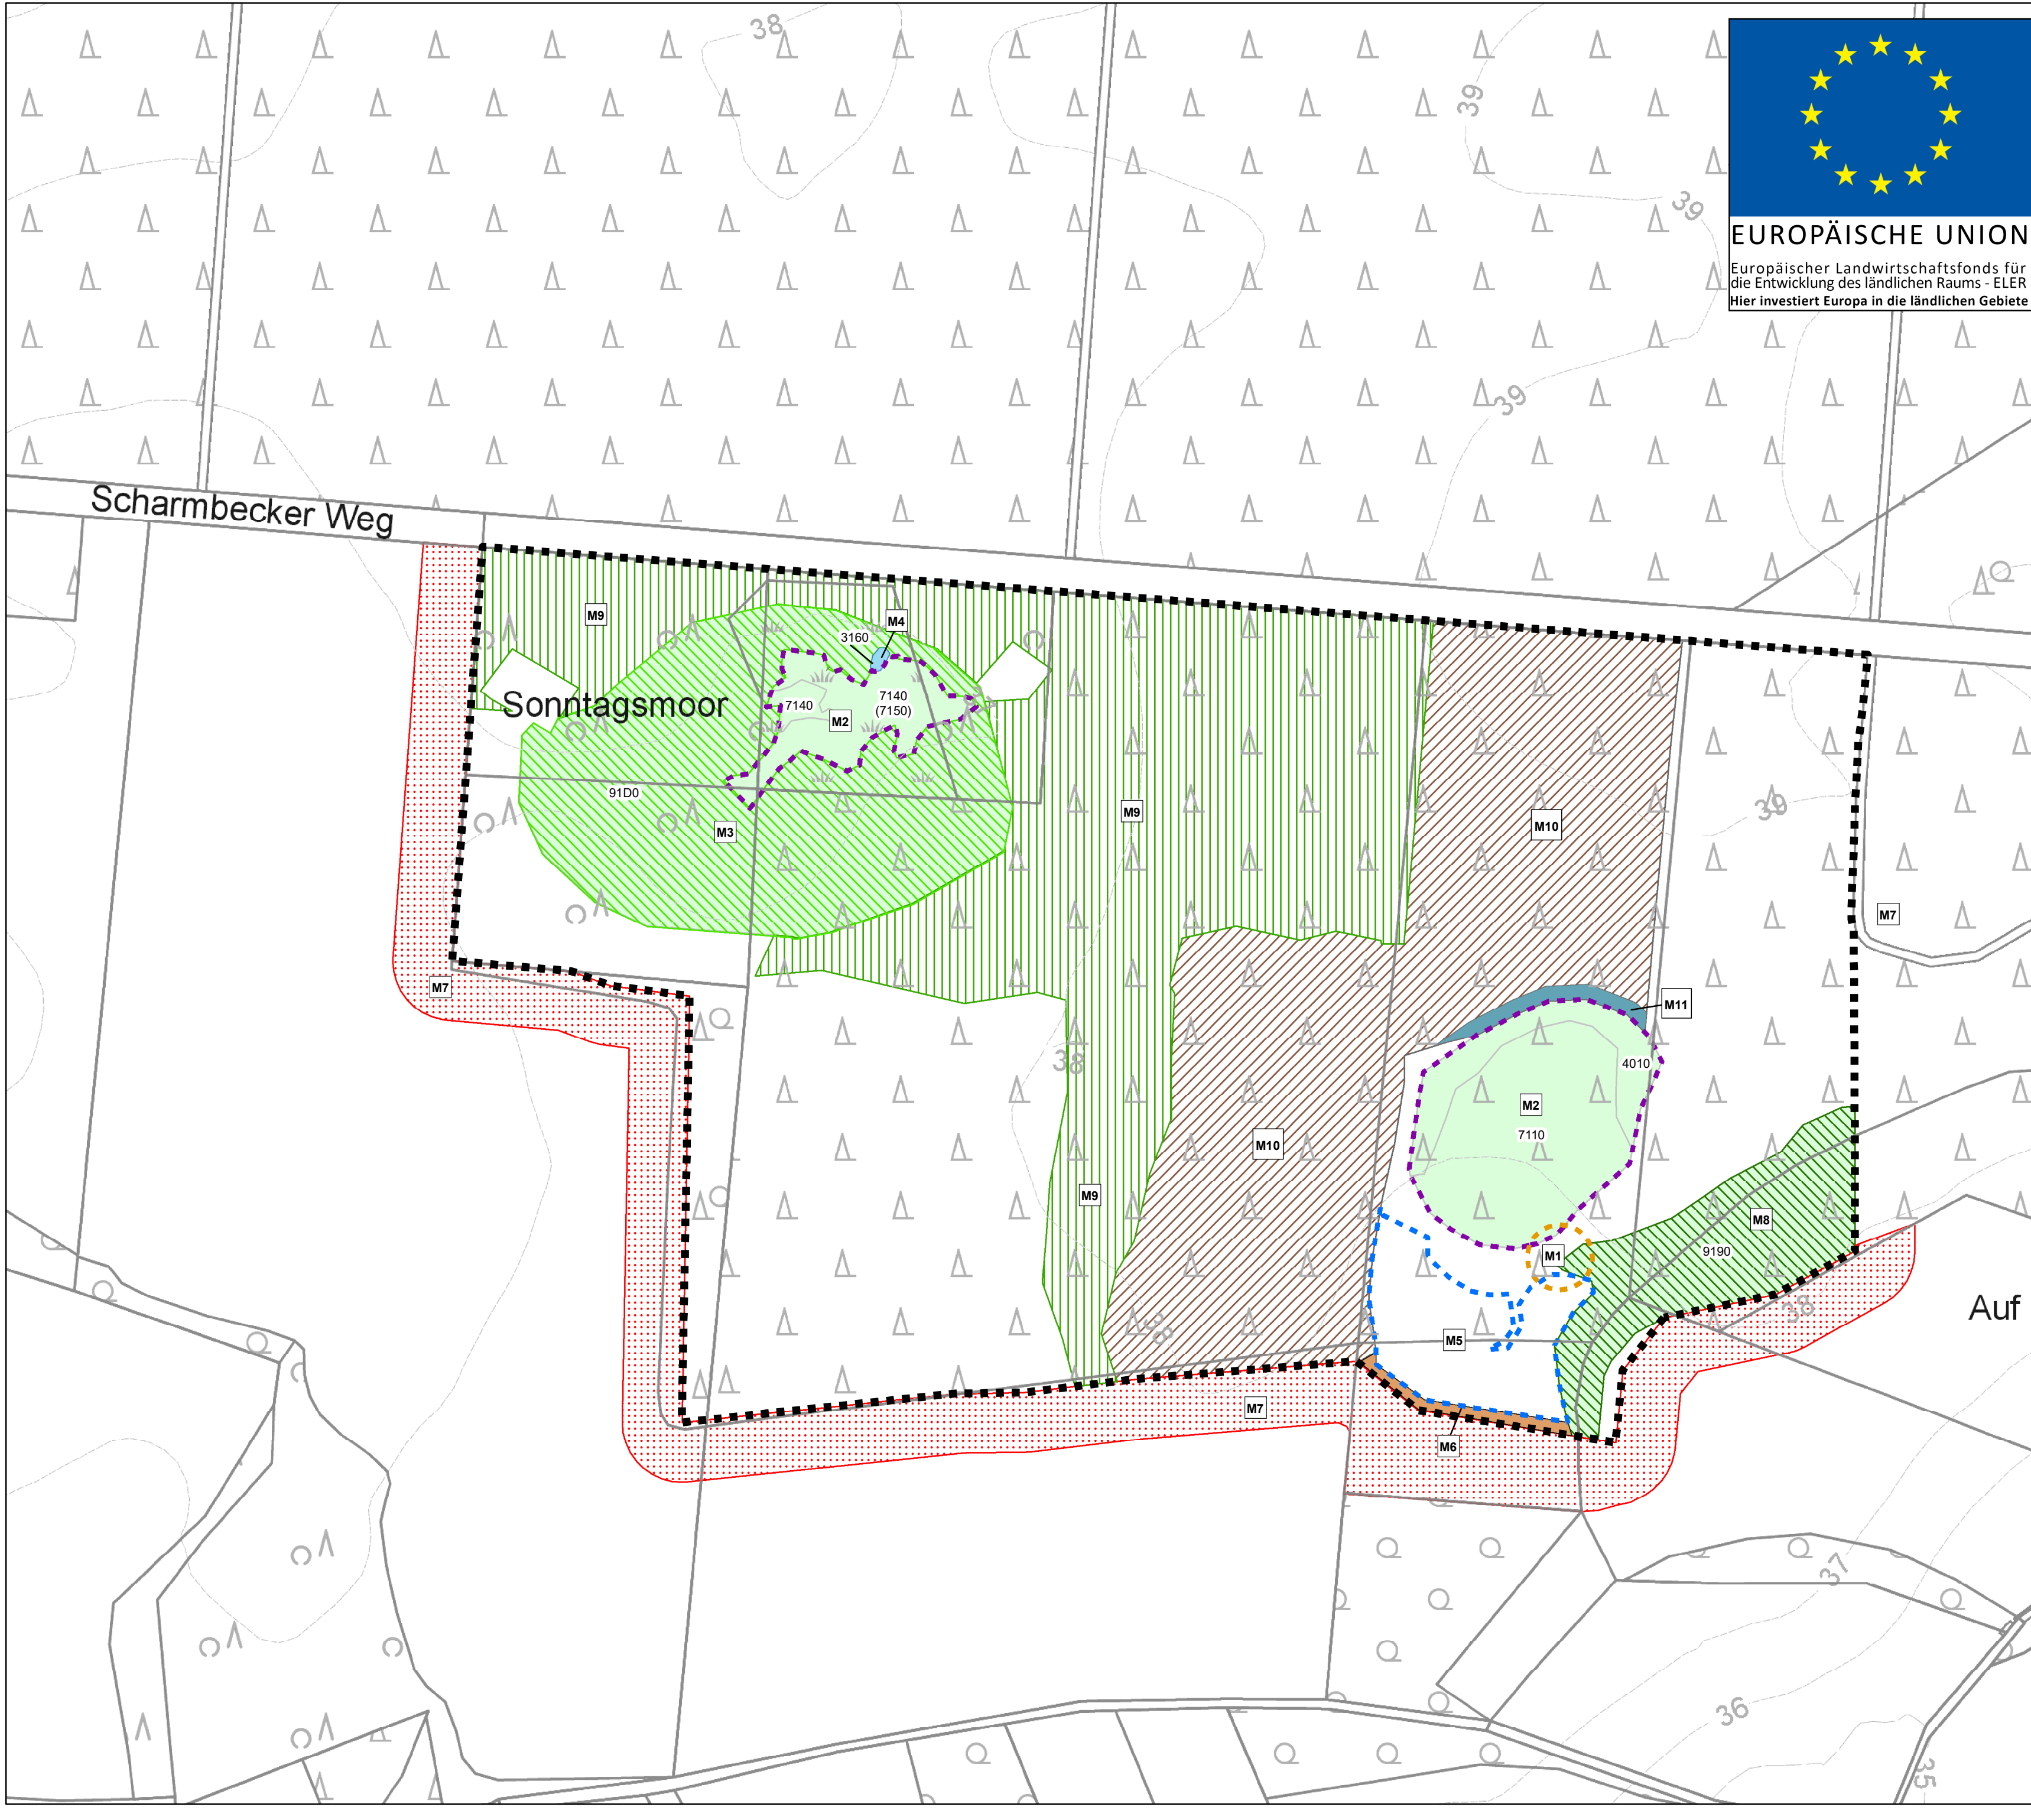 38
39
39
39
EUROPÄISCHE UNION
Europäischer Landwirtschaftsfonds für
die Entwicklung des ländlichen Raums - ELER
Hier investiert Europa in die ländlichen Gebiete
Scharmbecker Weg
M9
M4
3160
Sonntagsmoor
7140
7140
(7150)
M2
91D0
M3
M9
M10
39
M7
M7
M11
38
4010
M2
7110
M10
M9
M8
9190
M1
38
38
Auf
M5
M7
M6
37
36
35